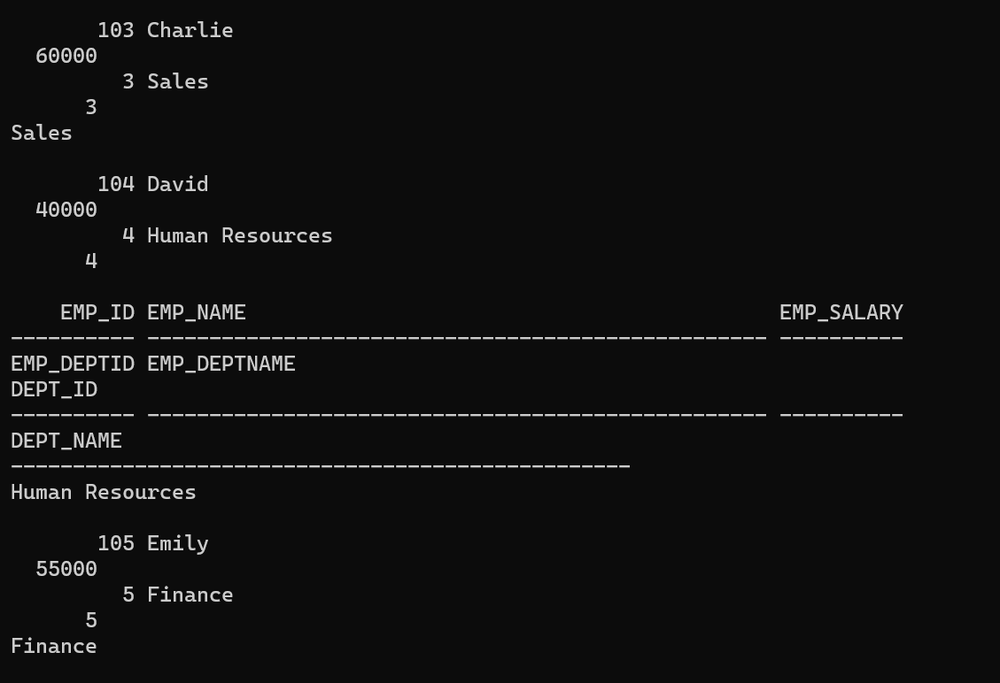 103 Charlie
60000
3 Sales
3
Sales
104 David
40000
4 Human Resources
4
EMP_ID EMP_NAME EMP_SALARY
---------- -------------------------------------------------- ----------
EMP_DEPTID EMP_DEPTNAME
DEPT_ID
---------- -------------------------------------------------- ----------
DEPT_NAME
--------------------------------------------------
Human Resources
105 Emily
55000
5 Finance
5
Finance